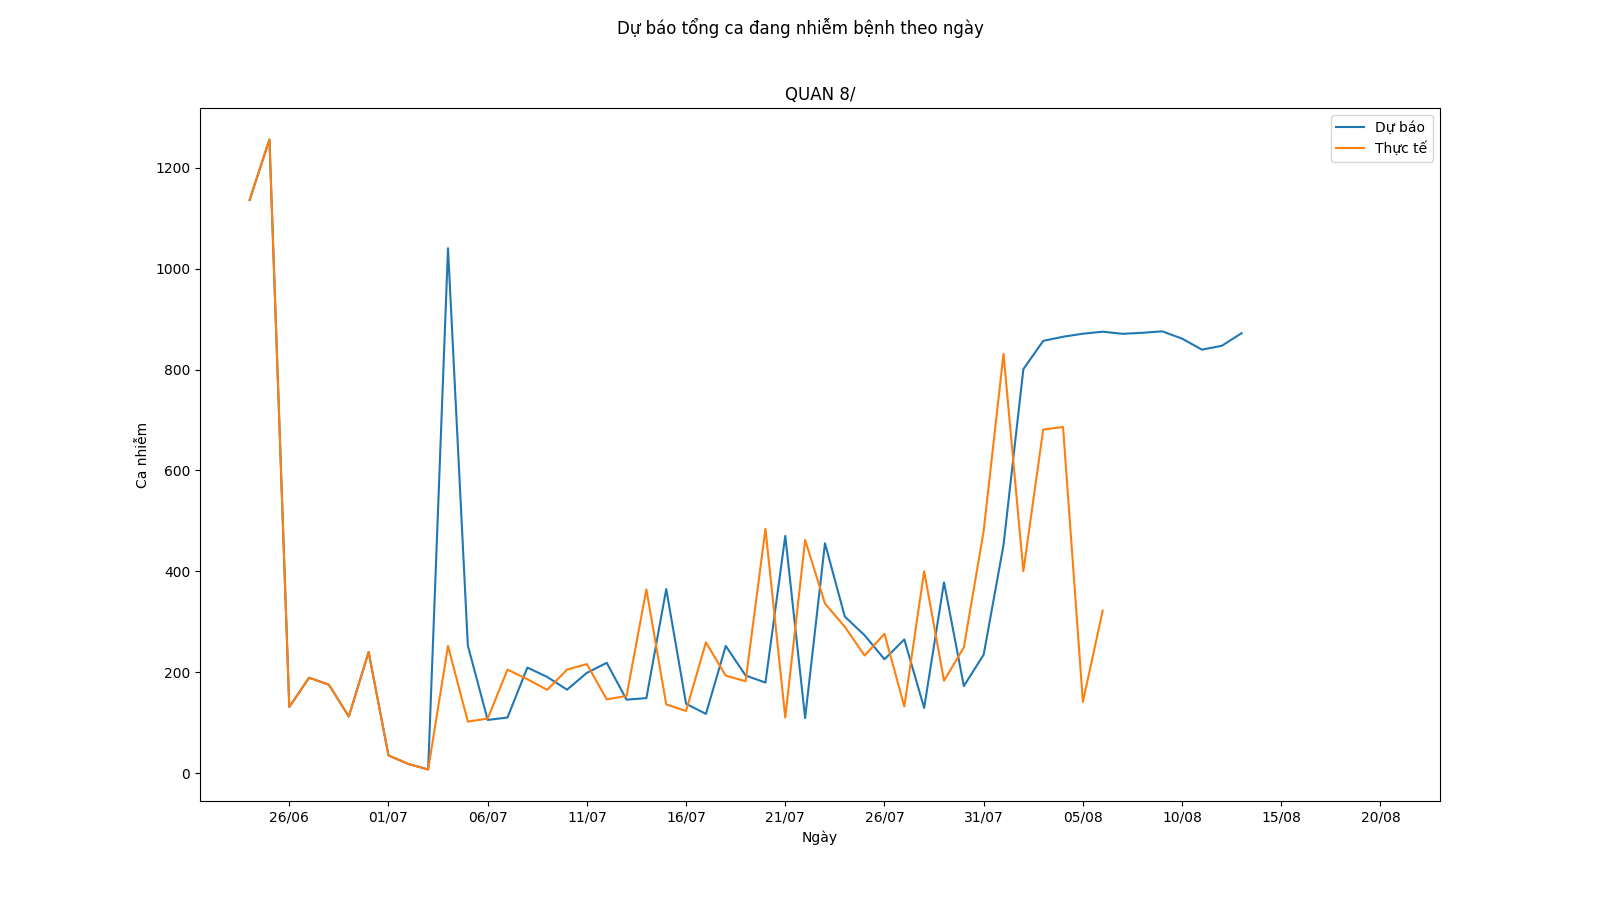 Dự báo tổng ca đang nhiễm bệnh theo ngày
QUAN 8/
Dự báo
Thực tế
1200
1000
800
600
400
200
0
Ca nhiễm
26/06 01/07 06/07 11/07 16/07 21/07 26/07 31/07 05/08 10/08 15/08 20/08
Ngày